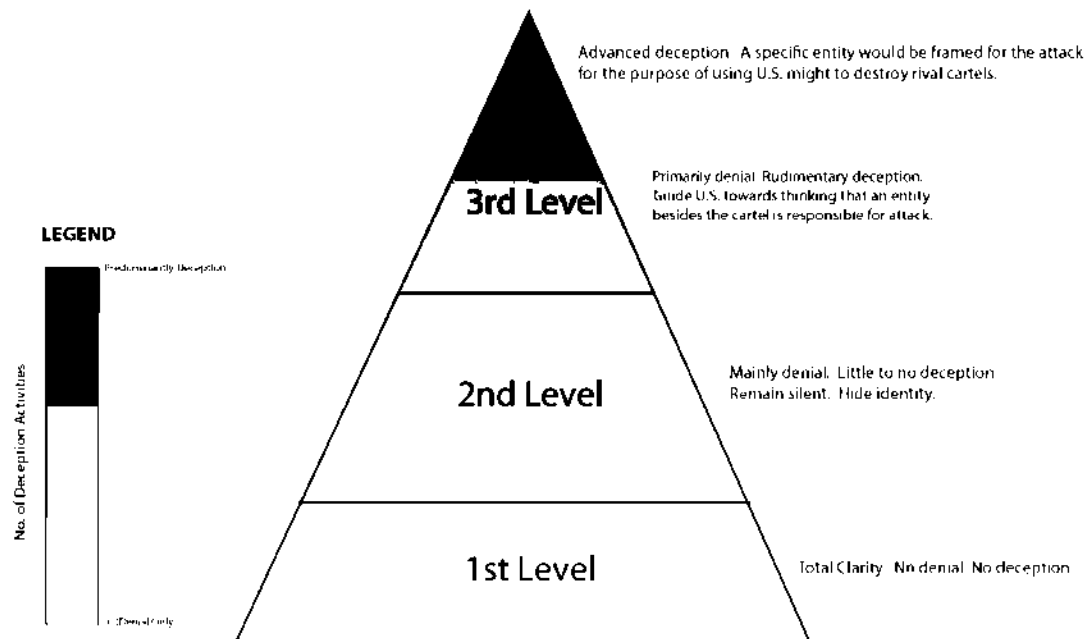 Advanced deception A specific entity would be framed for the attack
for the purpose of using U.S. might to destroy rival cartels.
Primarily denial Rudimentary deception.
Guide U.S. towards thinking that an entity
besides the cartel is responsible for attack.
3rd Level
LEGEND
Predominantly Deception
No. of Deception Activities
Mainly denial. Little to no deception
Remain silent. Hide identity.
2nd Level
1st Level
Total Clarity No denial No deception
Denial Only